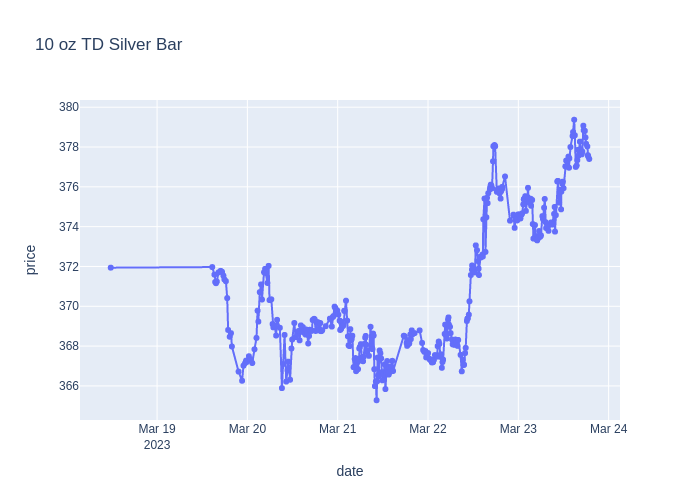 10 oz TD Silver Bar
380
378
376
374
372
370
368
366
price
Mar 19
2023
Mar 20
Mar 21
Mar 22
Mar 23
Mar 24
date